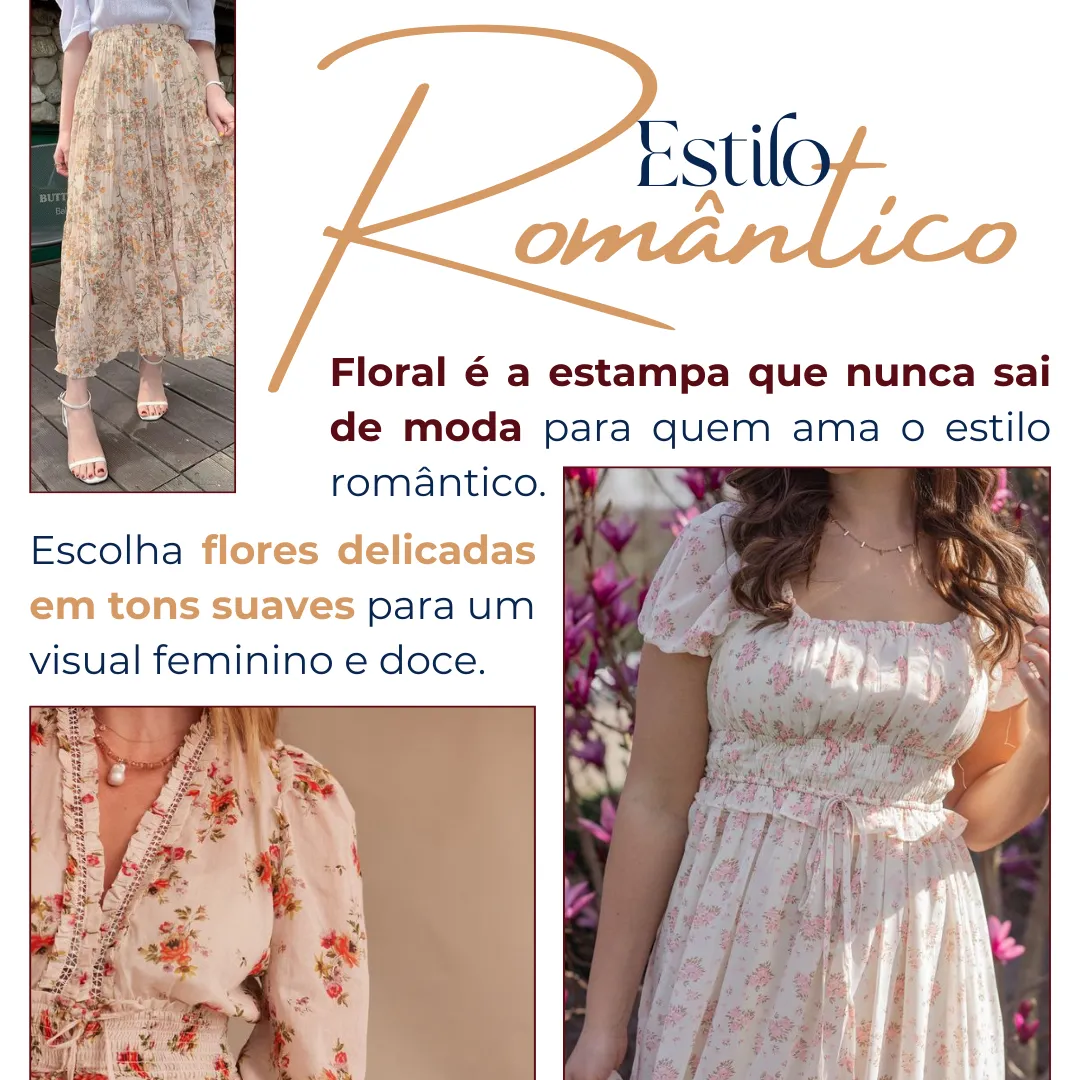 Estilo
Romântico
Floral é a estampa que nunca sai
de moda para quem ama o estilo
romântico.
Escolha flores delicadas
em tons suaves para um
visual feminino e doce.